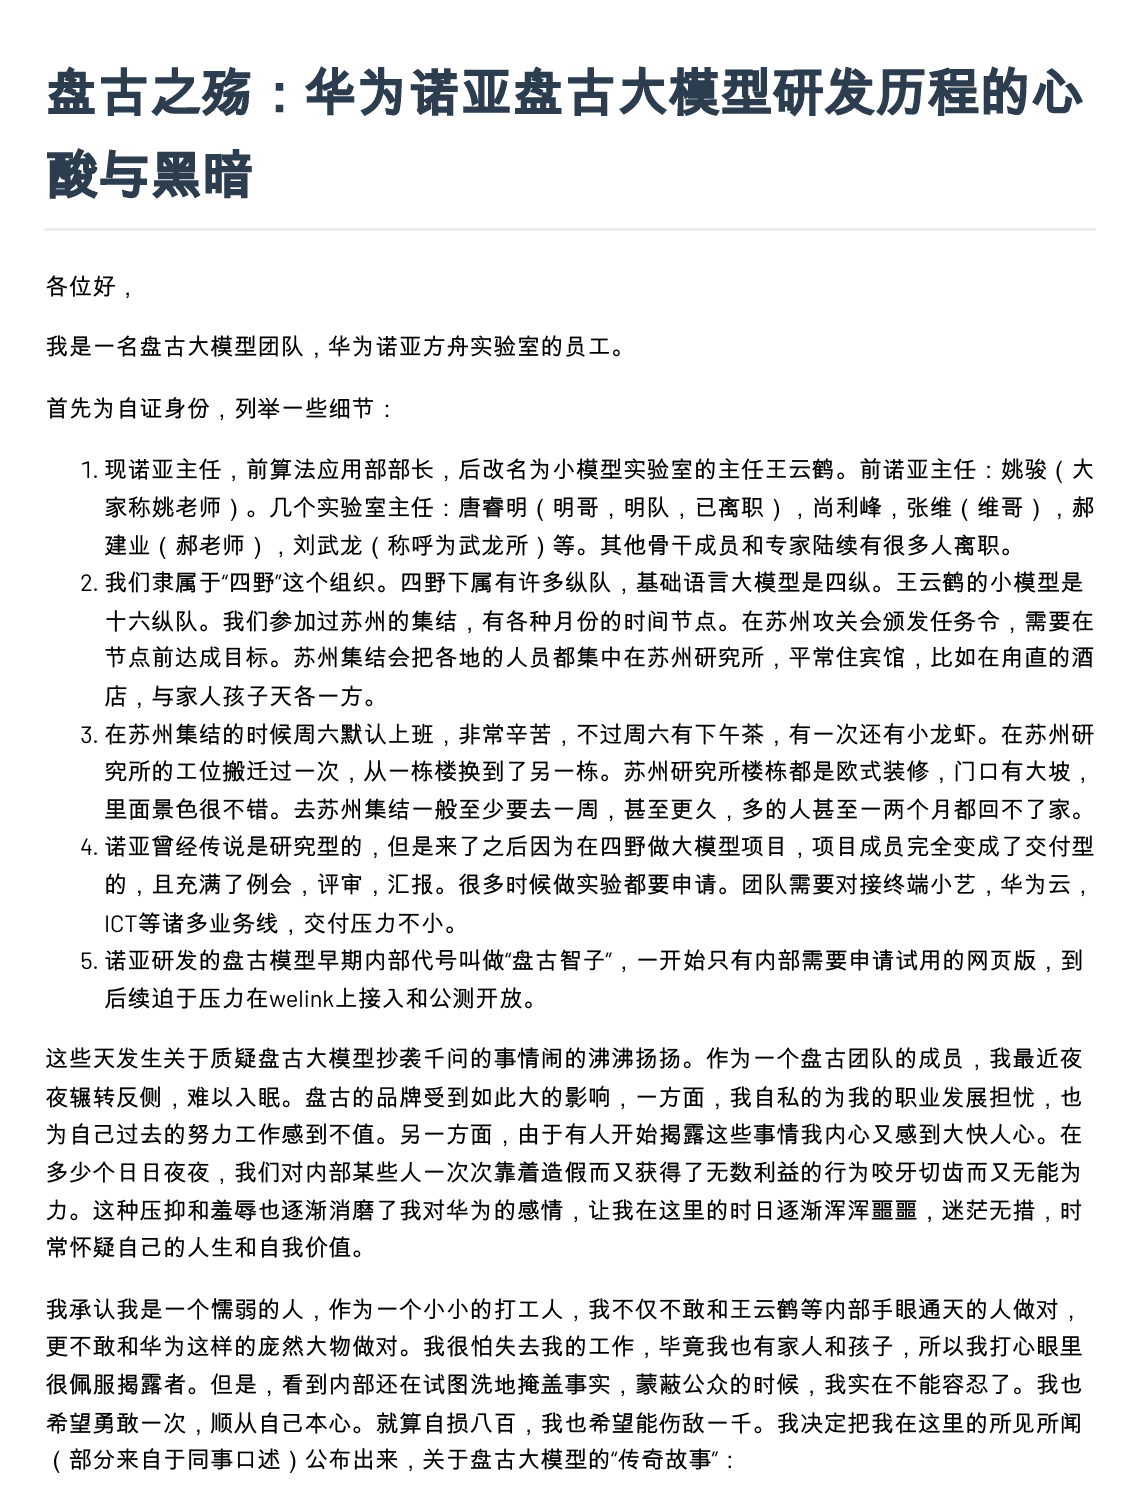 盘古之殇：华为诺亚盘古大模型研发历程的心
酸与黑暗
各位好，
我是一名盘古大模型团队，华为诺亚方舟实验室的员工。
首先为自证身份，列举一些细节：
1. 现诺亚主任，前算法应用部部长，后改名为小模型实验室的主任王云鹤。前诺亚主任：姚骏（大
家称姚老师）。几个实验室主任：唐睿明（明哥，明队，已离职），尚利峰，张维（维哥），郝
建业（郝老师），刘武龙（称呼为武龙所）等。其他骨干成员和专家陆续有很多人离职。
2. 我们隶属于“四野”这个组织。四野下属有许多纵队，基础语言大模型是四纵。王云鹤的小模型是
十六纵队。我们参加过苏州的集结，有各种月份的时间节点。在苏州攻关会颁发任务令，需要在
节点前达成目标。苏州集结会把各地的人员都集中在苏州研究所，平常住宾馆，比如在甪直的酒
店，与家人孩子天各一方。
3. 在苏州集结的时候周六默认上班，非常辛苦，不过周六有下午茶，有一次还有小龙虾。在苏州研
究所的工位搬迁过一次，从一栋楼换到了另一栋。苏州研究所楼栋都是欧式装修，门口有大坡，
里面景色很不错。去苏州集结一般至少要去一周，甚至更久，多的人甚至一两个月都回不了家。
4. 诺亚曾经传说是研究型的，但是来了之后因为在四野做大模型项目，项目成员完全变成了交付型
的，且充满了例会，评审，汇报。很多时候做实验都要申请。团队需要对接终端小艺，华为云，
ICT等诸多业务线，交付压力不小。
5. 诺亚研发的盘古模型早期内部代号叫做“盘古智子”，一开始只有内部需要申请试用的网页版，到
后续迫于压力在welink上接入和公测开放。
这些天发生关于质疑盘古大模型抄袭千问的事情闹的沸沸扬扬。作为一个盘古团队的成员，我最近夜
夜辗转反侧，难以入眠。盘古的品牌受到如此大的影响，一方面，我自私的为我的职业发展担忧，也
为自己过去的努力工作感到不值。另一方面，由于有人开始揭露这些事情我内心又感到大快人心。在
多少个日日夜夜，我们对内部某些人一次次靠着造假而又获得了无数利益的行为咬牙切齿而又无能为
力。这种压抑和羞辱也逐渐消磨了我对华为的感情，让我在这里的时日逐渐浑浑噩噩，迷茫无措，时
常怀疑自己的人生和自我价值。
我承认我是一个懦弱的人，作为一个小小的打工人，我不仅不敢和王云鹤等内部手眼通天的人做对，
更不敢和华为这样的庞然大物做对。我很怕失去我的工作，毕竟我也有家人和孩子，所以我打心眼里
很佩服揭露者。但是，看到内部还在试图洗地掩盖事实，蒙蔽公众的时候，我实在不能容忍了。我也
希望勇敢一次，顺从自己本心。就算自损八百，我也希望能伤敌一千。我决定把我在这里的所见所闻
（部分来自于同事口述）公布出来，关于盘古大模型的“传奇故事”：